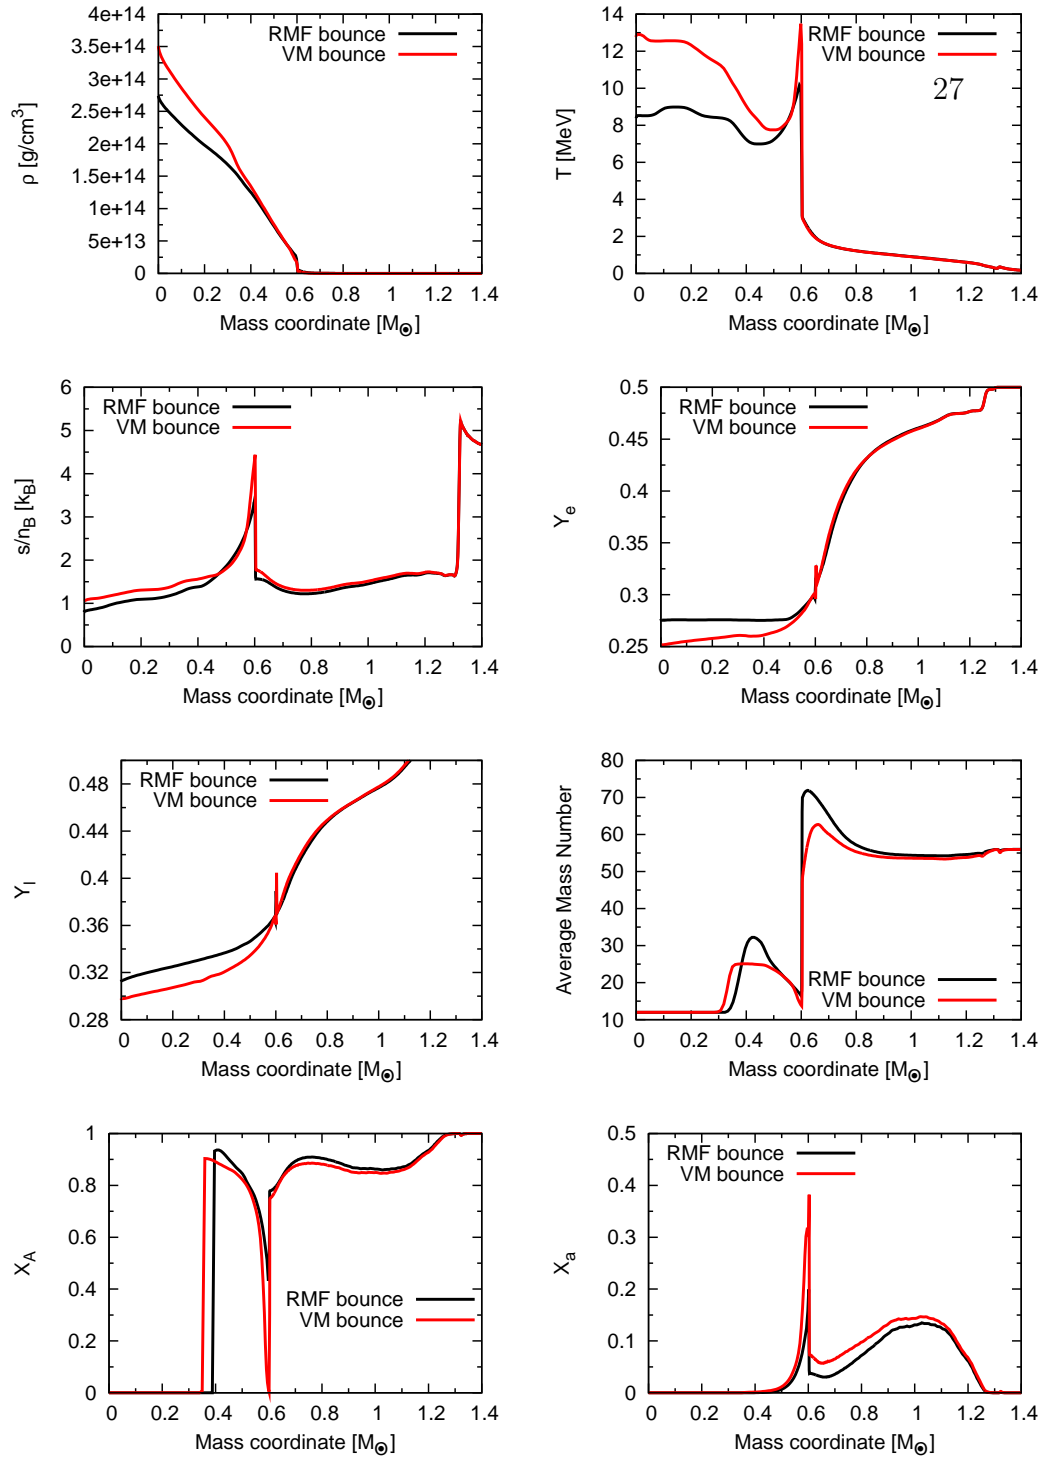 4e+14
3.5e+14
3e+14
2.5e+14
2e+14
1.5e+14
1e+14
5e+13
0
ρ [g/cm³]
RMF bounce
VM bounce
0 0.2 0.4 0.6 0.8 1 1.2 1.4
Mass coordinate [M☉]
14
12
10
8
6
4
2
0
T [MeV]
RMF bounce
VM bounce
27
0 0.2 0.4 0.6 0.8 1 1.2 1.4
Mass coordinate [M☉]
6
5
4
3
2
1
0
s/n_B [k_B]
RMF bounce
VM bounce
0 0.2 0.4 0.6 0.8 1 1.2 1.4
Mass coordinate [M☉]
0.5
0.45
0.4
0.35
0.3
0.25
Y_e
RMF bounce
VM bounce
0 0.2 0.4 0.6 0.8 1 1.2 1.4
Mass coordinate [M☉]
0.48
0.44
0.4
0.36
0.32
0.28
Y_l
RMF bounce
VM bounce
0 0.2 0.4 0.6 0.8 1 1.2 1.4
Mass coordinate [M☉]
80
70
60
50
40
30
20
10
Average Mass Number
RMF bounce
VM bounce
0 0.2 0.4 0.6 0.8 1 1.2 1.4
Mass coordinate [M☉]
1
0.8
0.6
0.4
0.2
0
X_A
RMF bounce
VM bounce
0 0.2 0.4 0.6 0.8 1 1.2 1.4
Mass coordinate [M☉]
0.5
0.4
0.3
0.2
0.1
0
X_a
RMF bounce
VM bounce
0 0.2 0.4 0.6 0.8 1 1.2 1.4
Mass coordinate [M☉]